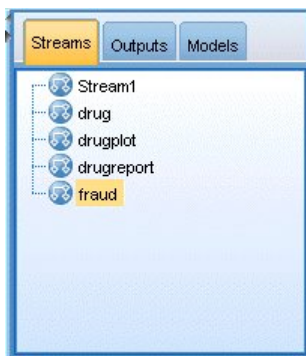 Streams Outputs Models
Stream1
drug
drugplot
drugreport
fraud